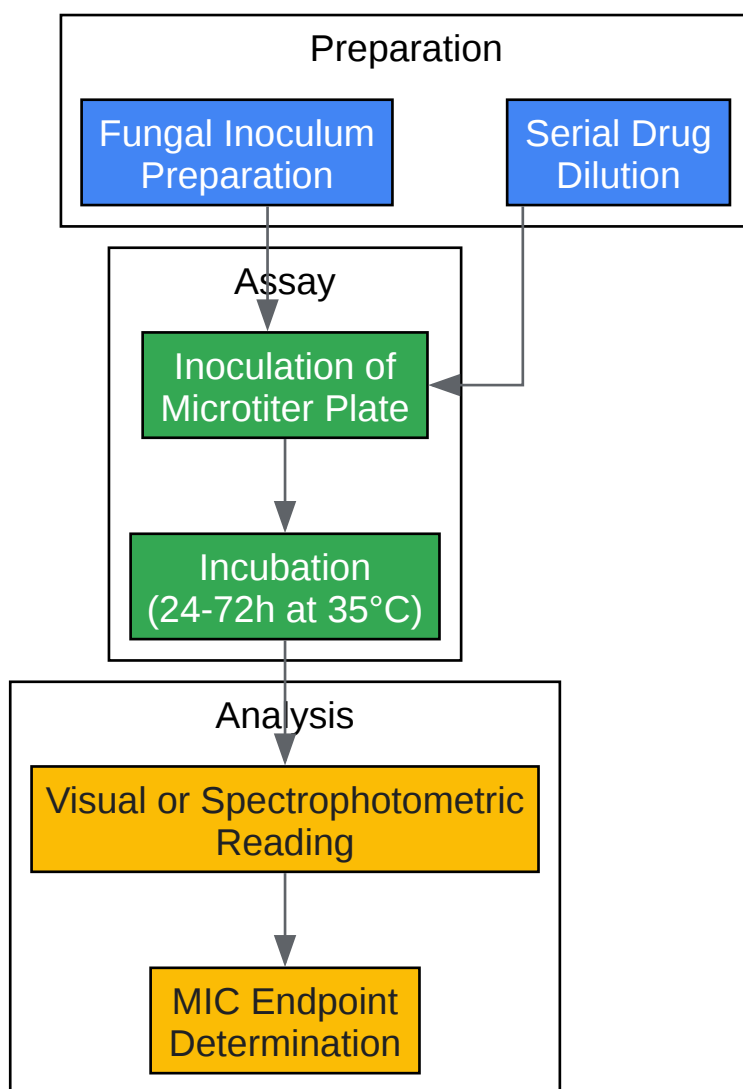 Preparation
Fungal Inoculum
Preparation
Serial Drug
Dilution
Assay
Inoculation of
Microtiter Plate
Incubation
(24-72h at 35°C)
Analysis
Visual or Spectrophotometric
Reading
MIC Endpoint
Determination